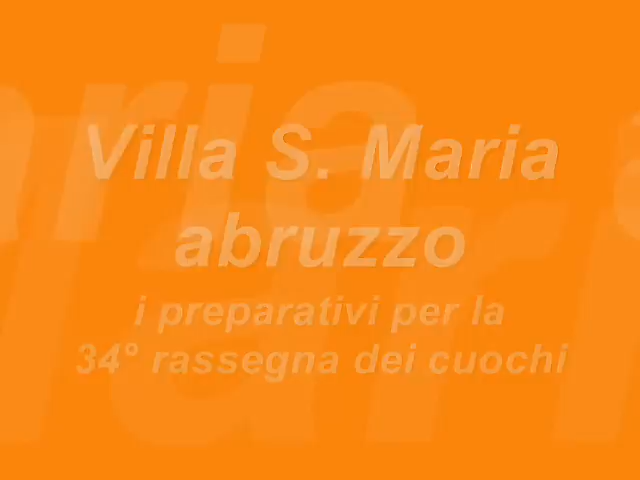 Villa S. Maria
abruzzo
i preparativi per la
34° rassegna dei cuochi